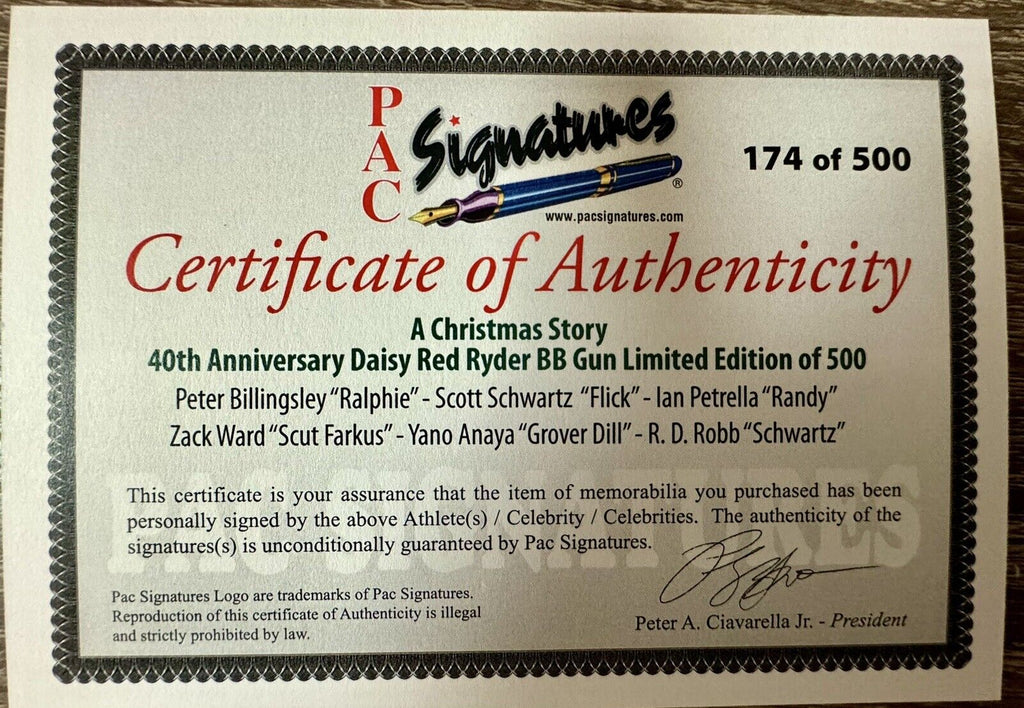 PAC Signatures®
174 of 500
www.pacsignatures.com
Certificate of Authenticity
A Christmas Story
40th Anniversary Daisy Red Ryder BB Gun Limited Edition of 500
Peter Billingsley “Ralphie” - Scott Schwartz “Flick” - Ian Petrella “Randy”
Zack Ward “Scut Farkus” - Yano Anaya “Grover Dill” - R. D. Robb “Schwartz”
PAC SIGNATURES
This certificate is your assurance that the item of memorabilia you purchased has been
personally signed by the above Athlete(s) / Celebrity / Celebrities. The authenticity of the
signatures(s) is unconditionally guaranteed by Pac Signatures.
Pac Signatures Logo are trademarks of Pac Signatures.
Reproduction of this certificate of Authenticity is illegal
and strictly prohibited by law.
Peter A. Ciavarella Jr. - President